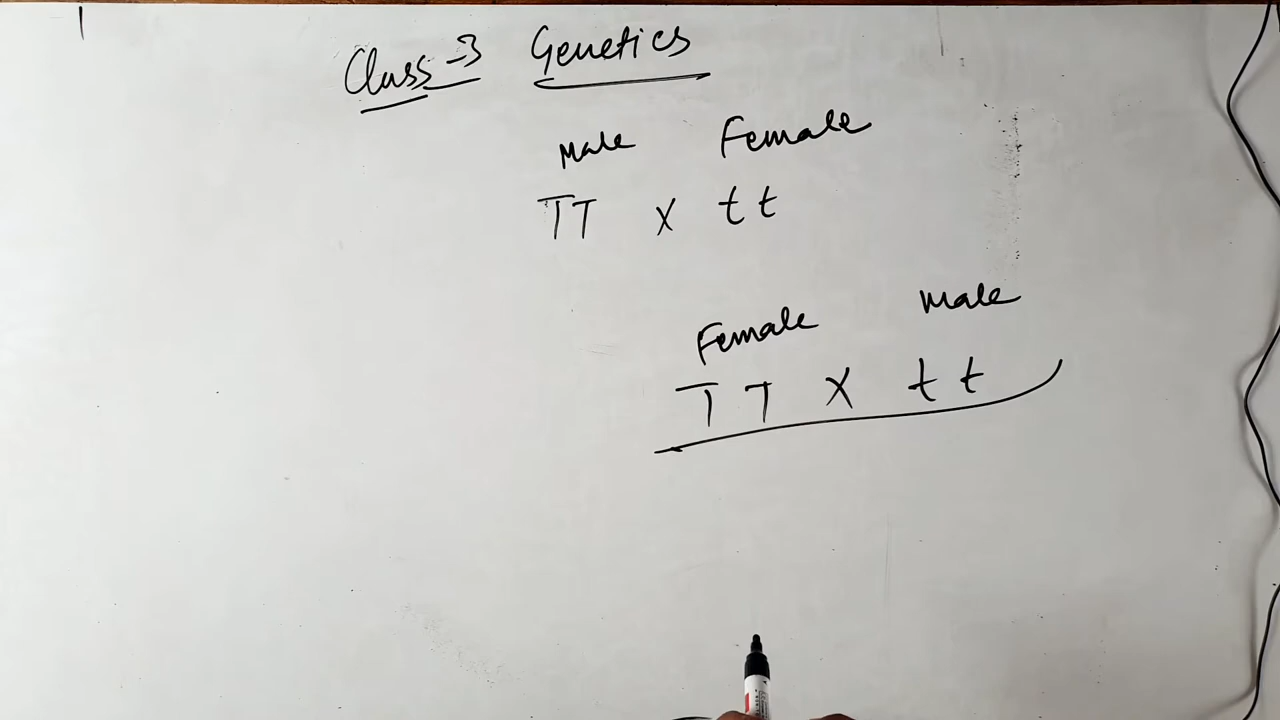 Class-3 Genetics
Male Female
TT x tt
Female Male
TT X tt